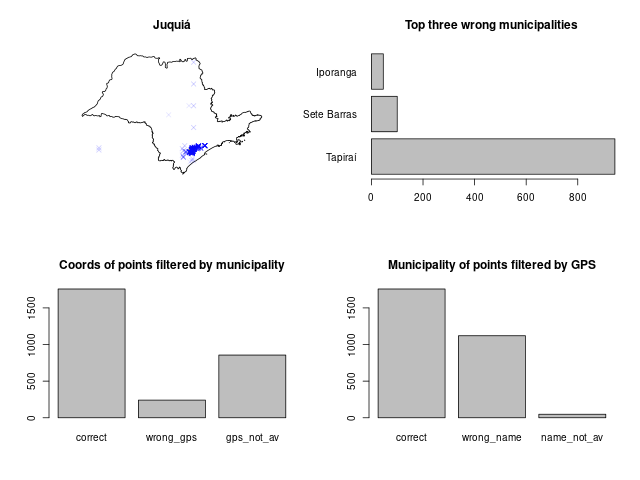 Juquiá
Top three wrong municipalities
Iporanga
Sete Barras
Tapiraí
0 200 400 600 800
Coords of points filtered by municipality
1500
1000
500
0
correct wrong_gps gps_not_av
Municipality of points filtered by GPS
1500
1000
500
0
correct wrong_name name_not_av